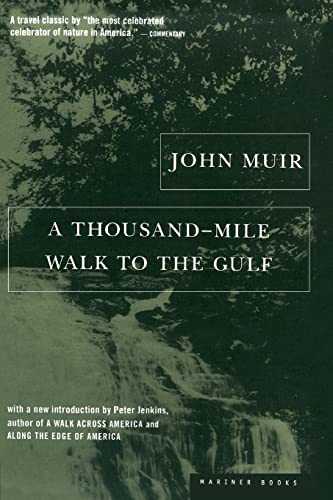 A travel classic by "the most celebrated
celebrator of nature in America." — COMMENTARY
JOHN MUIR
A THOUSAND–MILE
WALK TO THE GULF
with a new introduction by Peter Jenkins,
author of A WALK ACROSS AMERICA and
ALONG THE EDGE OF AMERICA
MARINER BOOKS